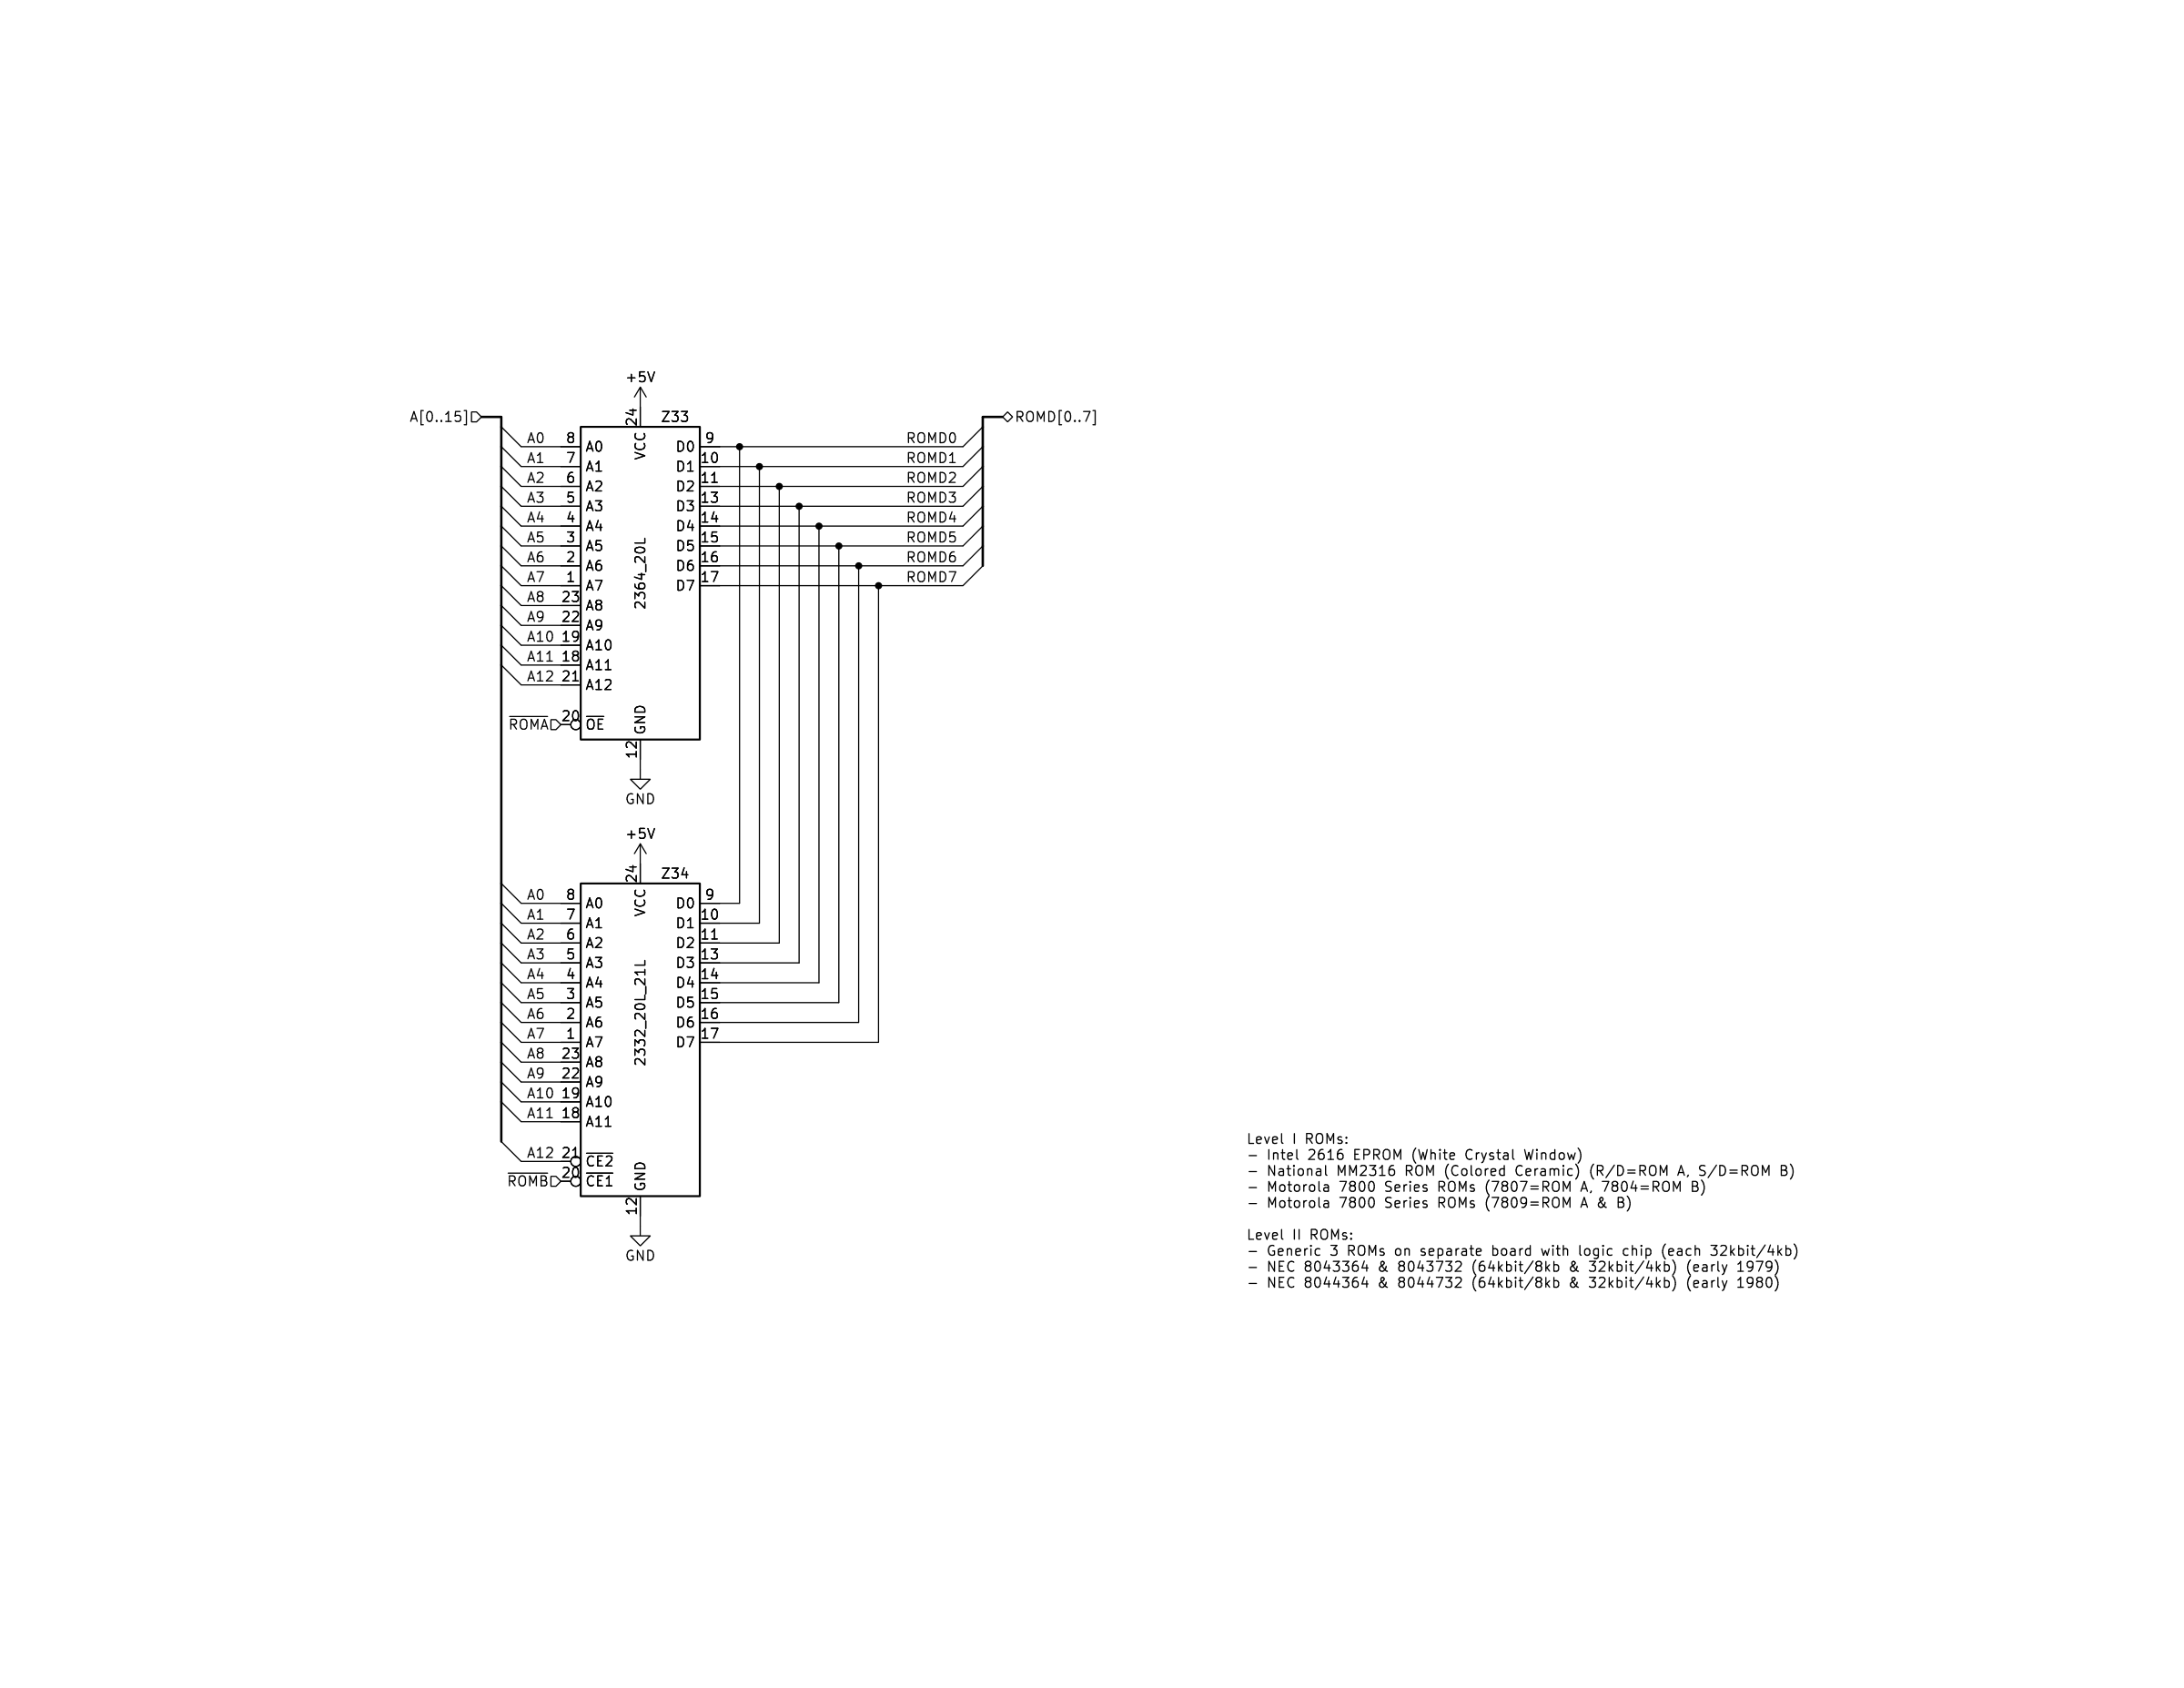 +5V
A[0..15]
24
Z33
ROMD[0..7]
VCC
A0 8 A0 D0 9 ROMD0
A1 7 A1 D1 10 ROMD1
A2 6 A2 D2 11 ROMD2
A3 5 A3 D3 13 ROMD3
A4 4 A4 D4 14 ROMD4
A5 3 A5 D5 15 ROMD5
A6 2 A6 D6 16 ROMD6
A7 1 A7 D7 17 ROMD7
2364_20L
A8 23 A8
A9 22 A9
A10 19 A10
A11 18 A11
A12 21 A12
ROMA 20 OE
GND
12
GND
+5V
24
Z34
VCC
A0 8 A0 D0 9
A1 7 A1 D1 10
A2 6 A2 D2 11
A3 5 A3 D3 13
A4 4 A4 D4 14
A5 3 A5 D5 15
A6 2 A6 D6 16
A7 1 A7 D7 17
2332_20L_21L
A8 23 A8
A9 22 A9
A10 19 A10
A11 18 A11
A12 21 CE2
ROMB 20 CE1
GND
12
GND
Level I ROMs:
- Intel 2616 EPROM (White Crystal Window)
- National MM2316 ROM (Colored Ceramic) (R/D=ROM A, S/D=ROM B)
- Motorola 7800 Series ROMs (7807=ROM A, 7804=ROM B)
- Motorola 7800 Series ROMs (7809=ROM A & B)
Level II ROMs:
- Generic 3 ROMs on separate board with logic chip (each 32kbit/4kb)
- NEC 8043364 & 8043732 (64kbit/8kb & 32kbit/4kb) (early 1979)
- NEC 8044364 & 8044732 (64kbit/8kb & 32kbit/4kb) (early 1980)